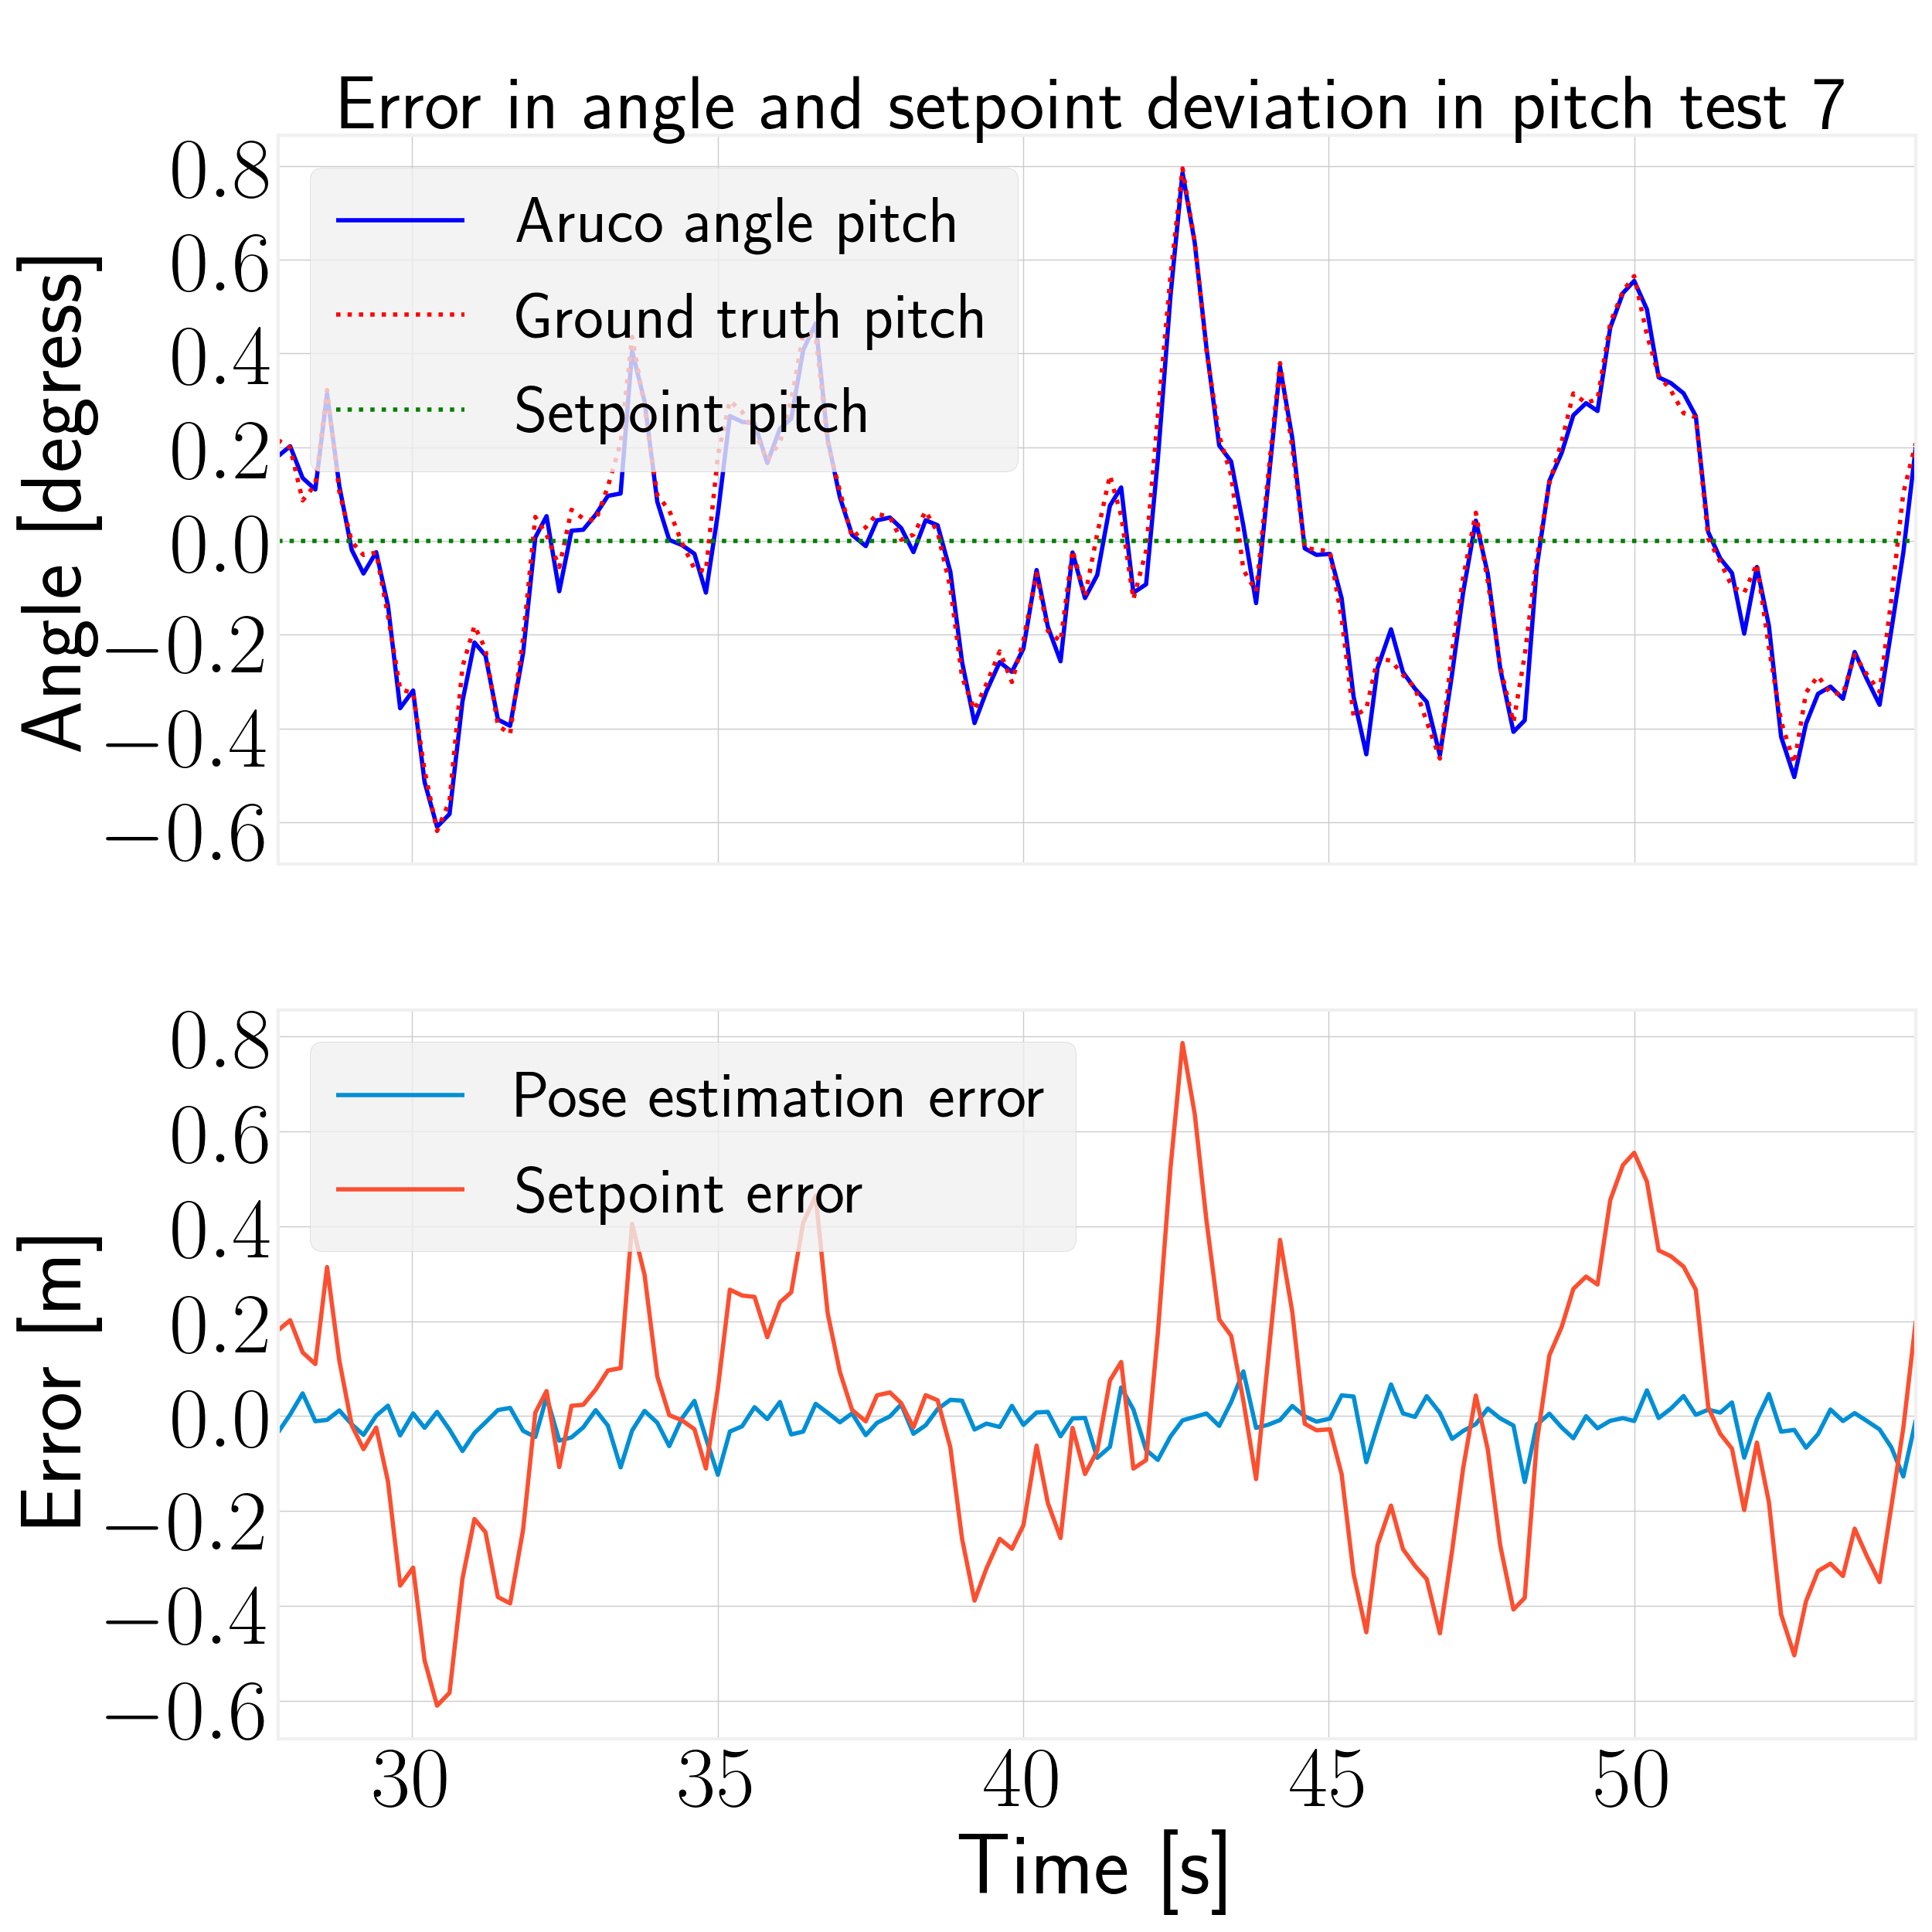 Error in angle and setpoint deviation in pitch test 7
Angle [degress]
0.8
0.6
0.4
0.2
0.0
−0.2
−0.4
−0.6
Aruco angle pitch
Ground truth pitch
Setpoint pitch
Error [m]
0.8
0.6
0.4
0.2
0.0
−0.2
−0.4
−0.6
Pose estimation error
Setpoint error
30 35 40 45 50
Time [s]